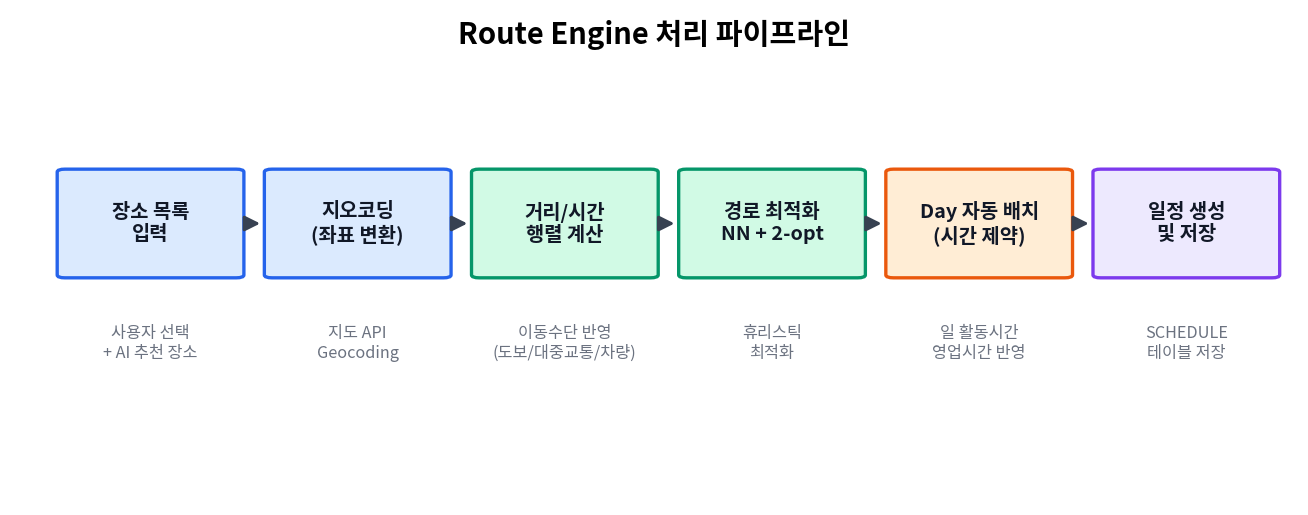 Route Engine 처리 파이프라인
장소 목록
입력
지오코딩
(좌표 변환)
거리/시간
행렬 계산
경로 최적화
NN + 2-opt
Day 자동 배치
(시간 제약)
일정 생성
및 저장
사용자 선택
+ AI 추천 장소
지도 API
Geocoding
이동수단 반영
(도보/대중교통/차량)
휴리스틱
최적화
일 활동시간
영업시간 반영
SCHEDULE
테이블 저장